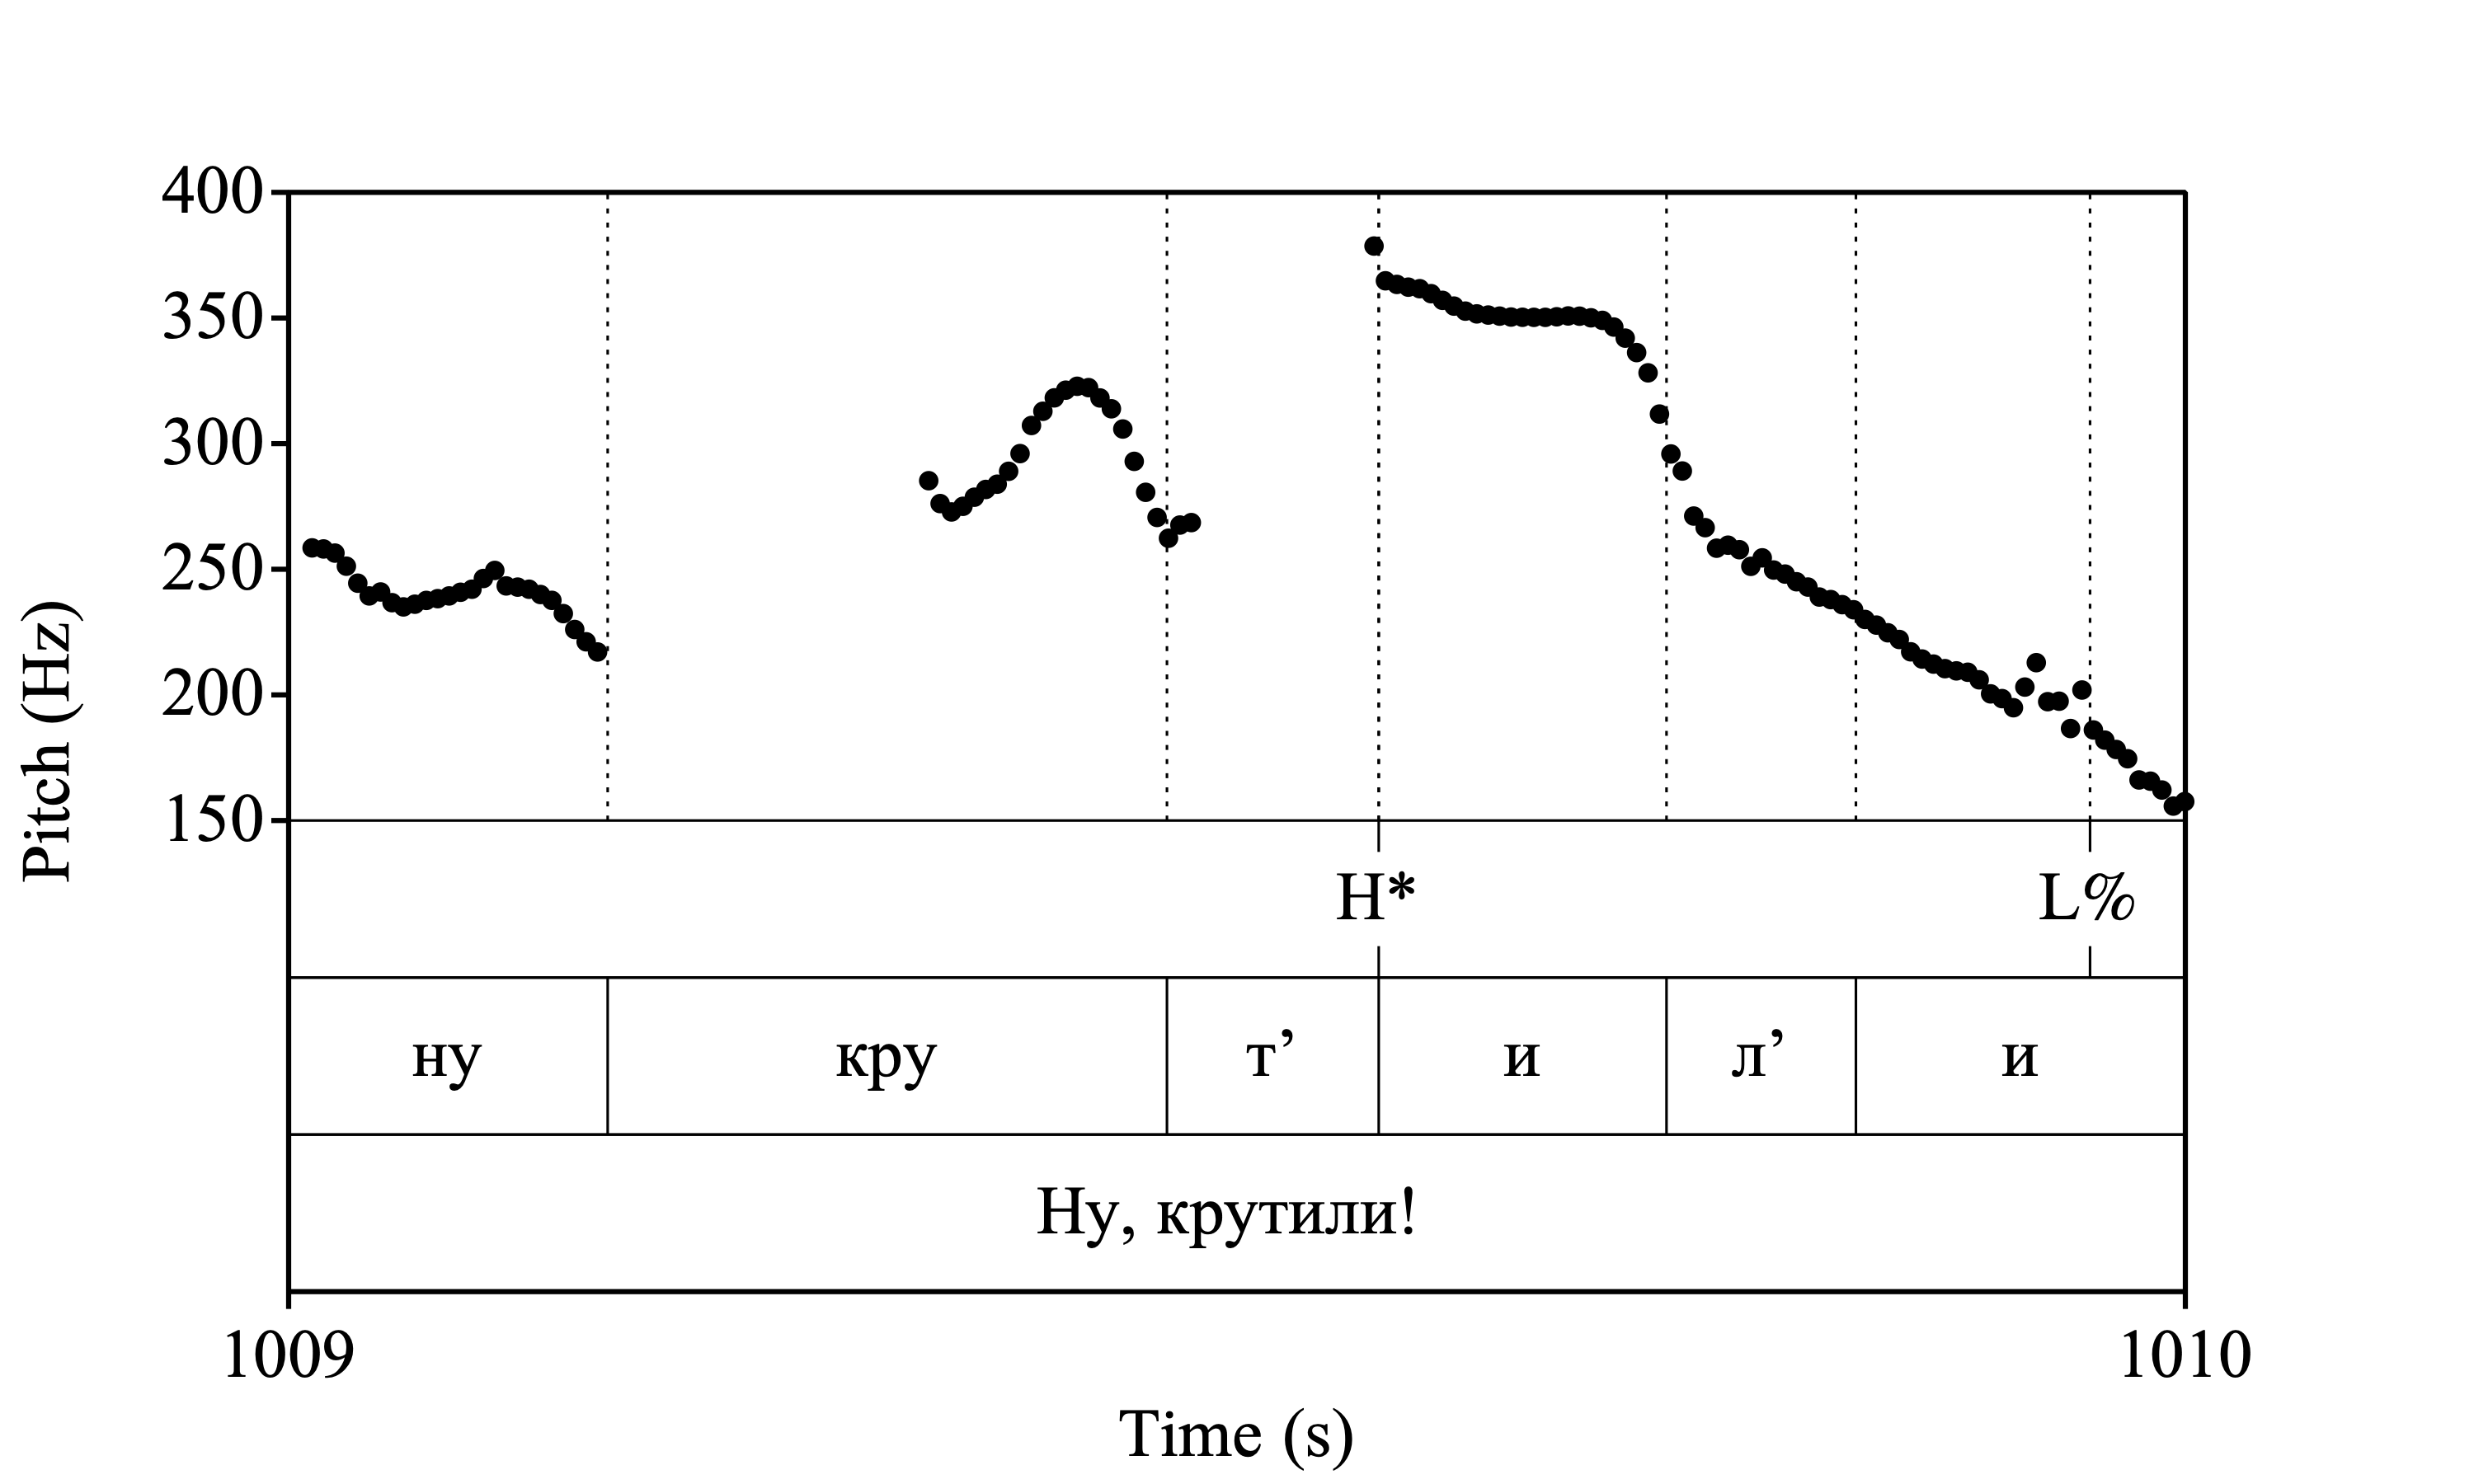 400
350
300
250
200
150
Pitch (Hz)
H* L%
ну кру т’ и л’ и
Ну, крутили!
1009 1010
Time (s)